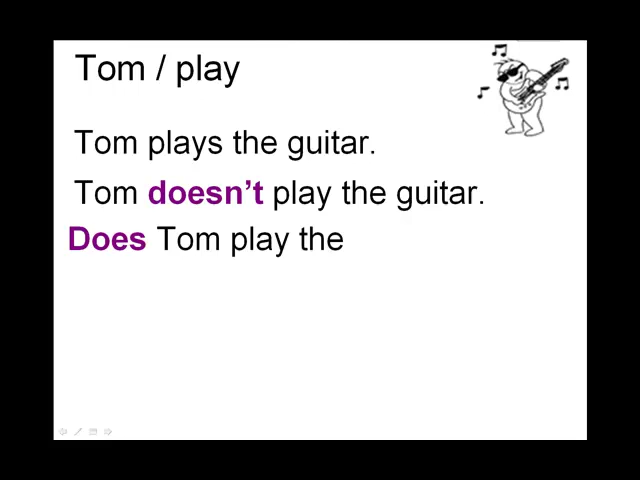 Tom / play
Tom plays the guitar.
Tom doesn't play the guitar.
Does Tom play the